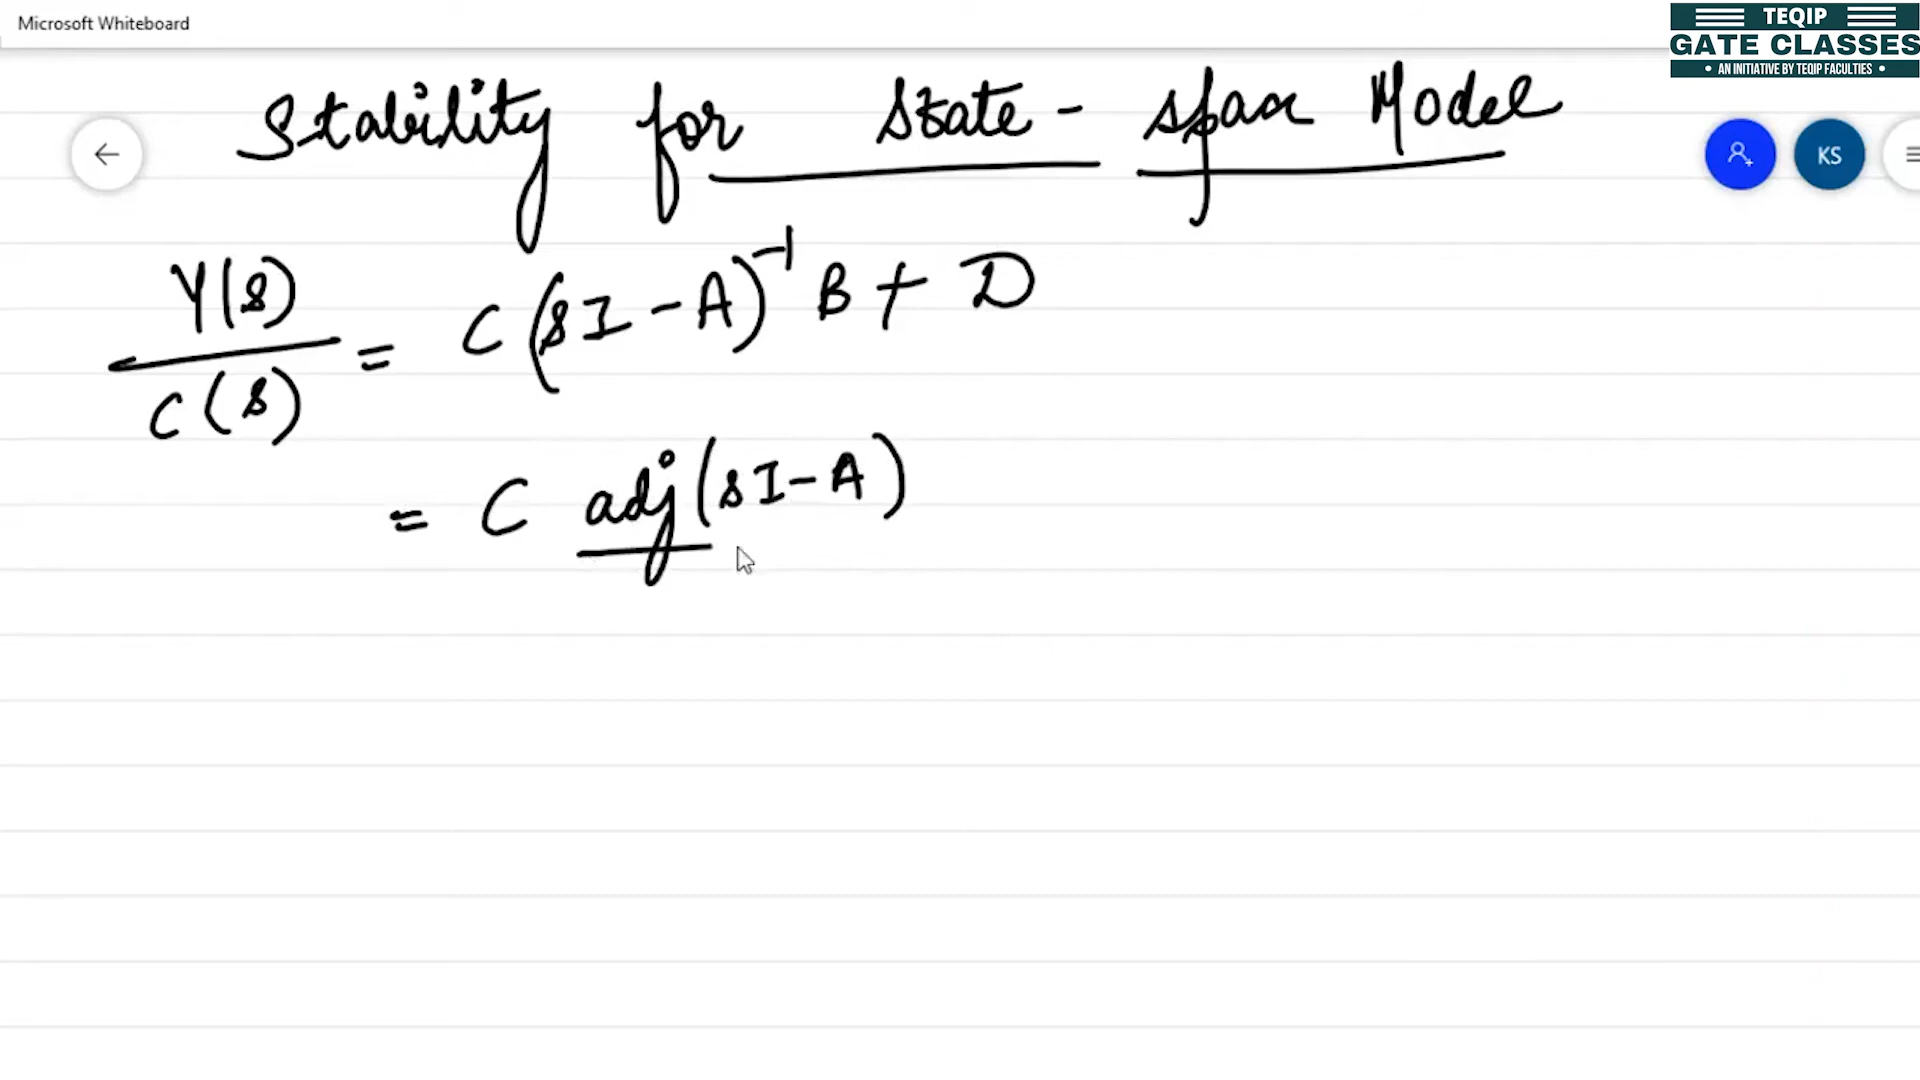 Microsoft Whiteboard
TEQIP
GATE CLASSES
• AN INITIATIVE BY TEQIP FACULTIES •
Stability for State - space Model
KS
Y(s) / C(s) = C(sI - A)⁻¹ B + D
= C adj(sI - A)